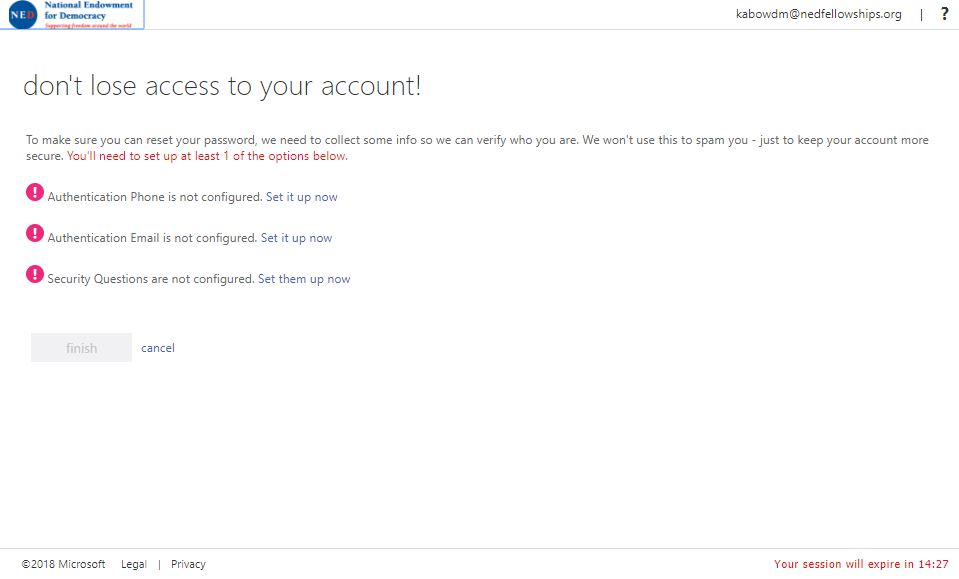 National Endowment
for Democracy
Supporting freedom around the world
NED
kabowdm@nedfellowships.org | ?
don't lose access to your account!
To make sure you can reset your password, we need to collect some info so we can verify who you are. We won't use this to spam you - just to keep your account more
secure. You'll need to set up at least 1 of the options below.
! Authentication Phone is not configured. Set it up now
! Authentication Email is not configured. Set it up now
! Security Questions are not configured. Set them up now
finish cancel
©2018 Microsoft Legal | Privacy Your session will expire in 14:27